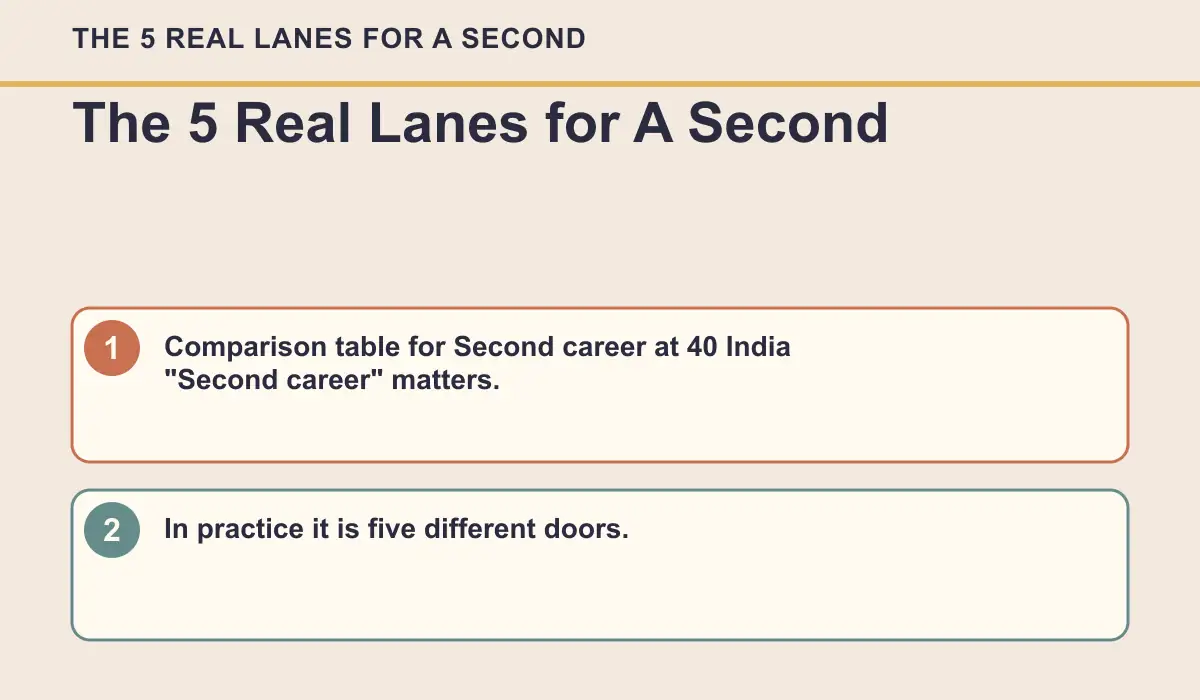 THE 5 REAL LANES FOR A SECOND
The 5 Real Lanes for A Second
1
Comparison table for Second career at 40 India
"Second career" matters.
2
In practice it is five different doors.